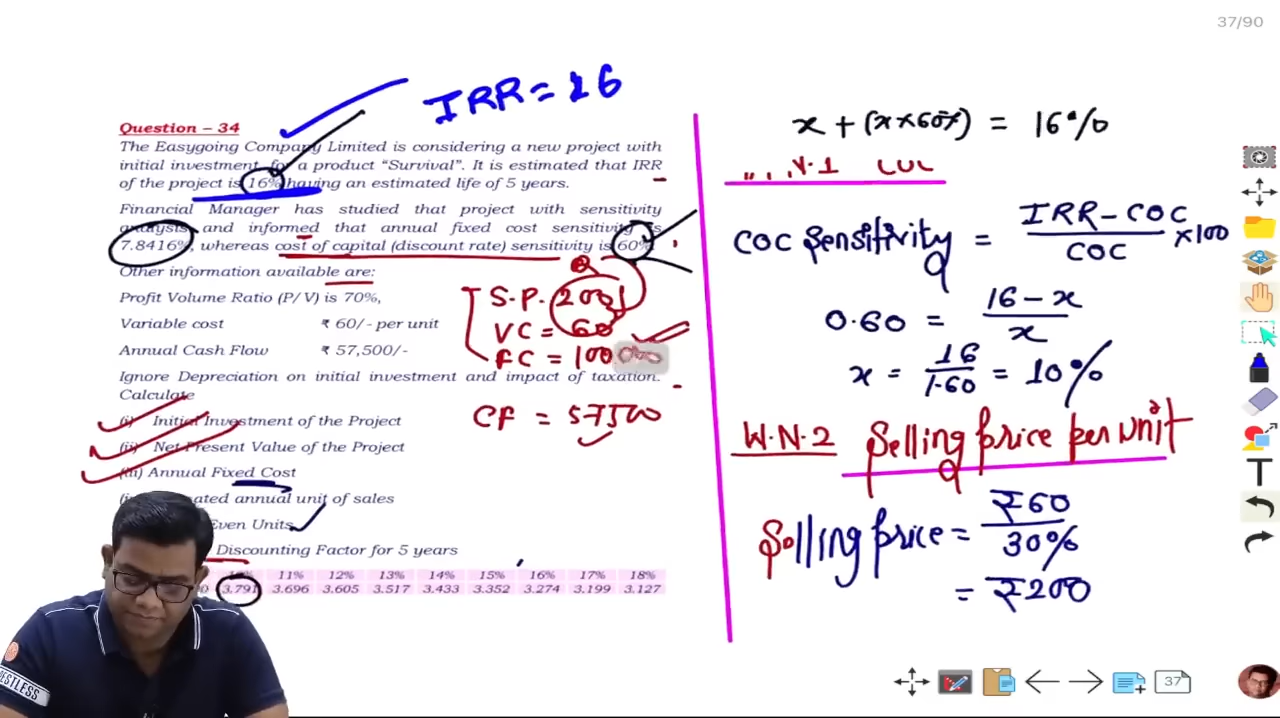 37/90
IRR = 16
Question – 34
The Easygoing Company Limited is considering a new project with
initial investment, for a product "Survival". It is estimated that IRR
of the project is 16% having an estimated life of 5 years.
Financial Manager has studied that project with sensitivity
analysis and informed that annual fixed cost sensitivity is
7.8416%, whereas cost of capital (discount rate) sensitivity is 60%.
Other information available are:
Profit Volume Ratio (P/V) is 70%,
Variable cost ₹ 60/- per unit
Annual Cash Flow ₹ 57,500/-
Ignore Depreciation on initial investment and impact of taxation.
Calculate
(i) Initial Investment of the Project
(ii) Net Present Value of the Project
(iii) Annual Fixed Cost
annual unit of sales
Even Units
Discounting Factor for 5 years
11% 12% 13% 14% 15% 16% 17% 18%
3.791 3.696 3.605 3.517 3.433 3.352 3.274 3.199 3.127
S.P. 200
VC = 60
FC = 100000
CF = 57500
x + (x × 60%) = 16%
COC Sensitivity = IRR – COC / COC × 100
0.60 = 16 – x / x
x = 16 / 1.60 = 10%
W.N.2 Selling price per unit
Selling price = ₹60 / 30%
= ₹200
T
37
ESTLESS